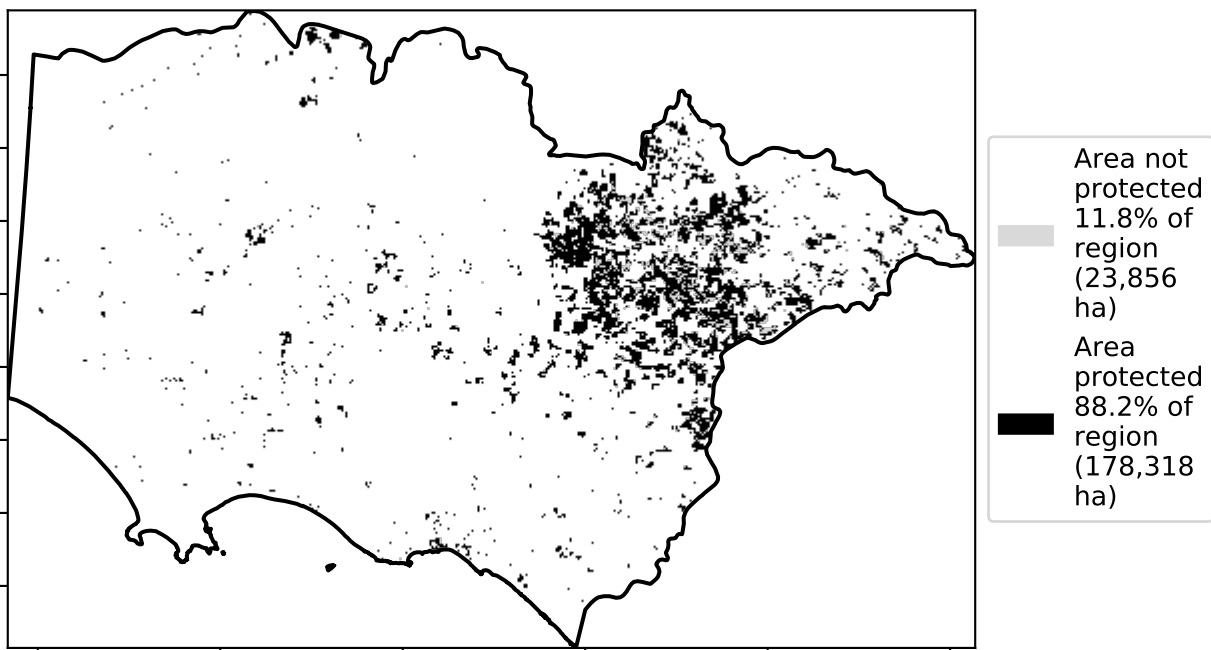 Area not
protected
11.8% of
region
(23,856
ha)
Area
protected
88.2% of
region
(178,318
ha)